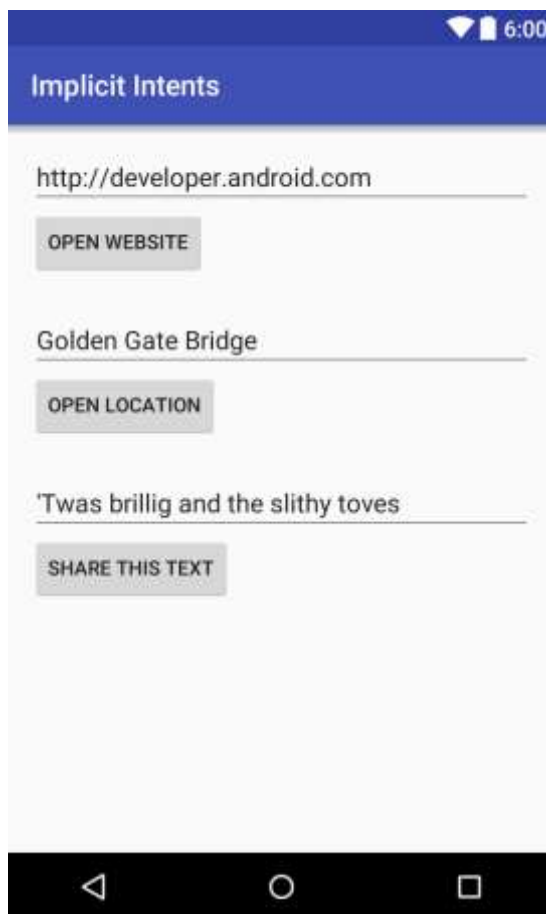 6:00
Implicit Intents
http://developer.android.com
OPEN WEBSITE
Golden Gate Bridge
OPEN LOCATION
'Twas brillig and the slithy toves
SHARE THIS TEXT